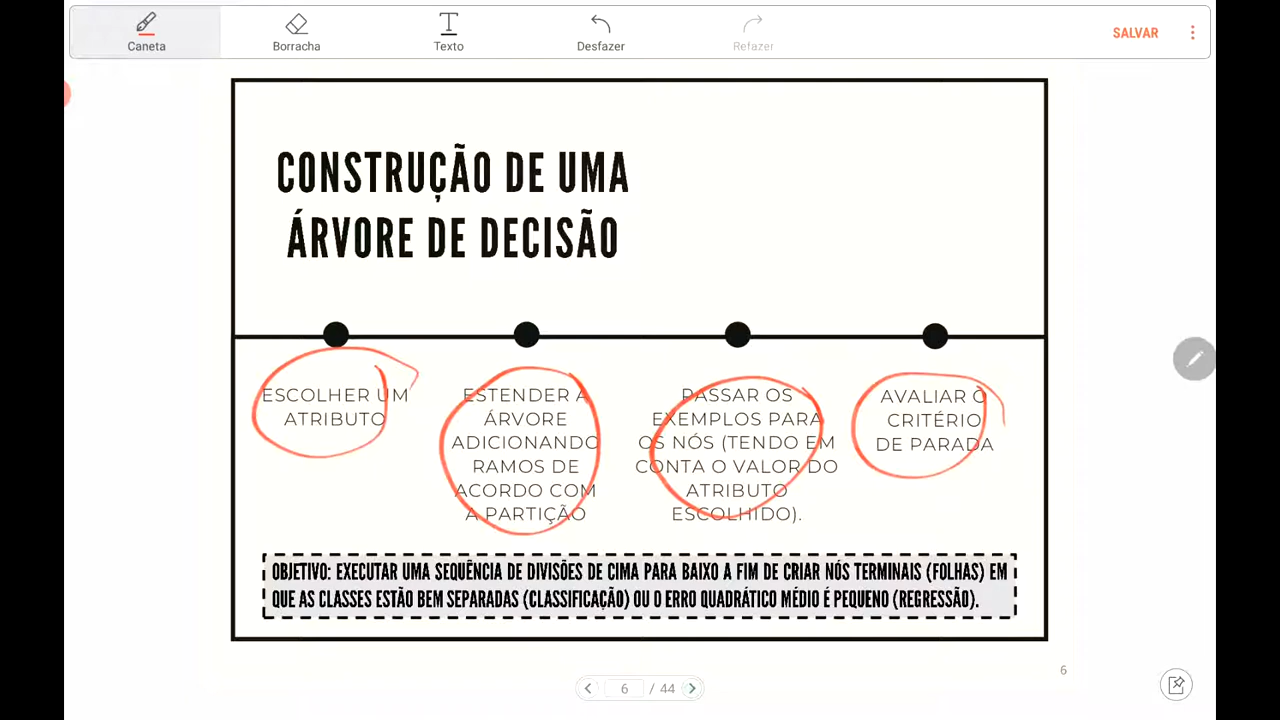 Caneta
Borracha
Texto
Desfazer
Refazer
SALVAR
CONSTRUÇÃO DE UMA
ÁRVORE DE DECISÃO
ESCOLHER UM
ATRIBUTO
ESTENDER A
ÁRVORE
ADICIONANDO
RAMOS DE
ACORDO COM
A PARTIÇÃO
PASSAR OS
EXEMPLOS PARA
OS NÓS (TENDO EM
CONTA O VALOR DO
ATRIBUTO
ESCOLHIDO).
AVALIAR O
CRITÉRIO
DE PARADA
OBJETIVO: EXECUTAR UMA SEQUÊNCIA DE DIVISÕES DE CIMA PARA BAIXO A FIM DE CRIAR NÓS TERMINAIS (FOLHAS) EM
QUE AS CLASSES ESTÃO BEM SEPARADAS (CLASSIFICAÇÃO) OU O ERRO QUADRÁTICO MÉDIO É PEQUENO (REGRESSÃO).
6
6 / 44